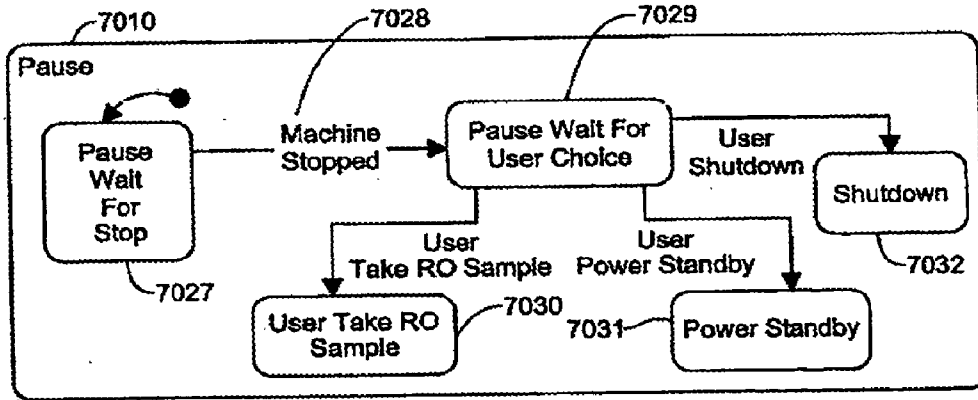 7010
7028
7029
Pause
Pause
Wait
For
Stop
Machine
Stopped
Pause Wait For
User Choice
User
Shutdown
Shutdown
User
Take RO Sample
User
Power Standby
7027
7032
User Take RO
Sample
7030
7031
Power Standby